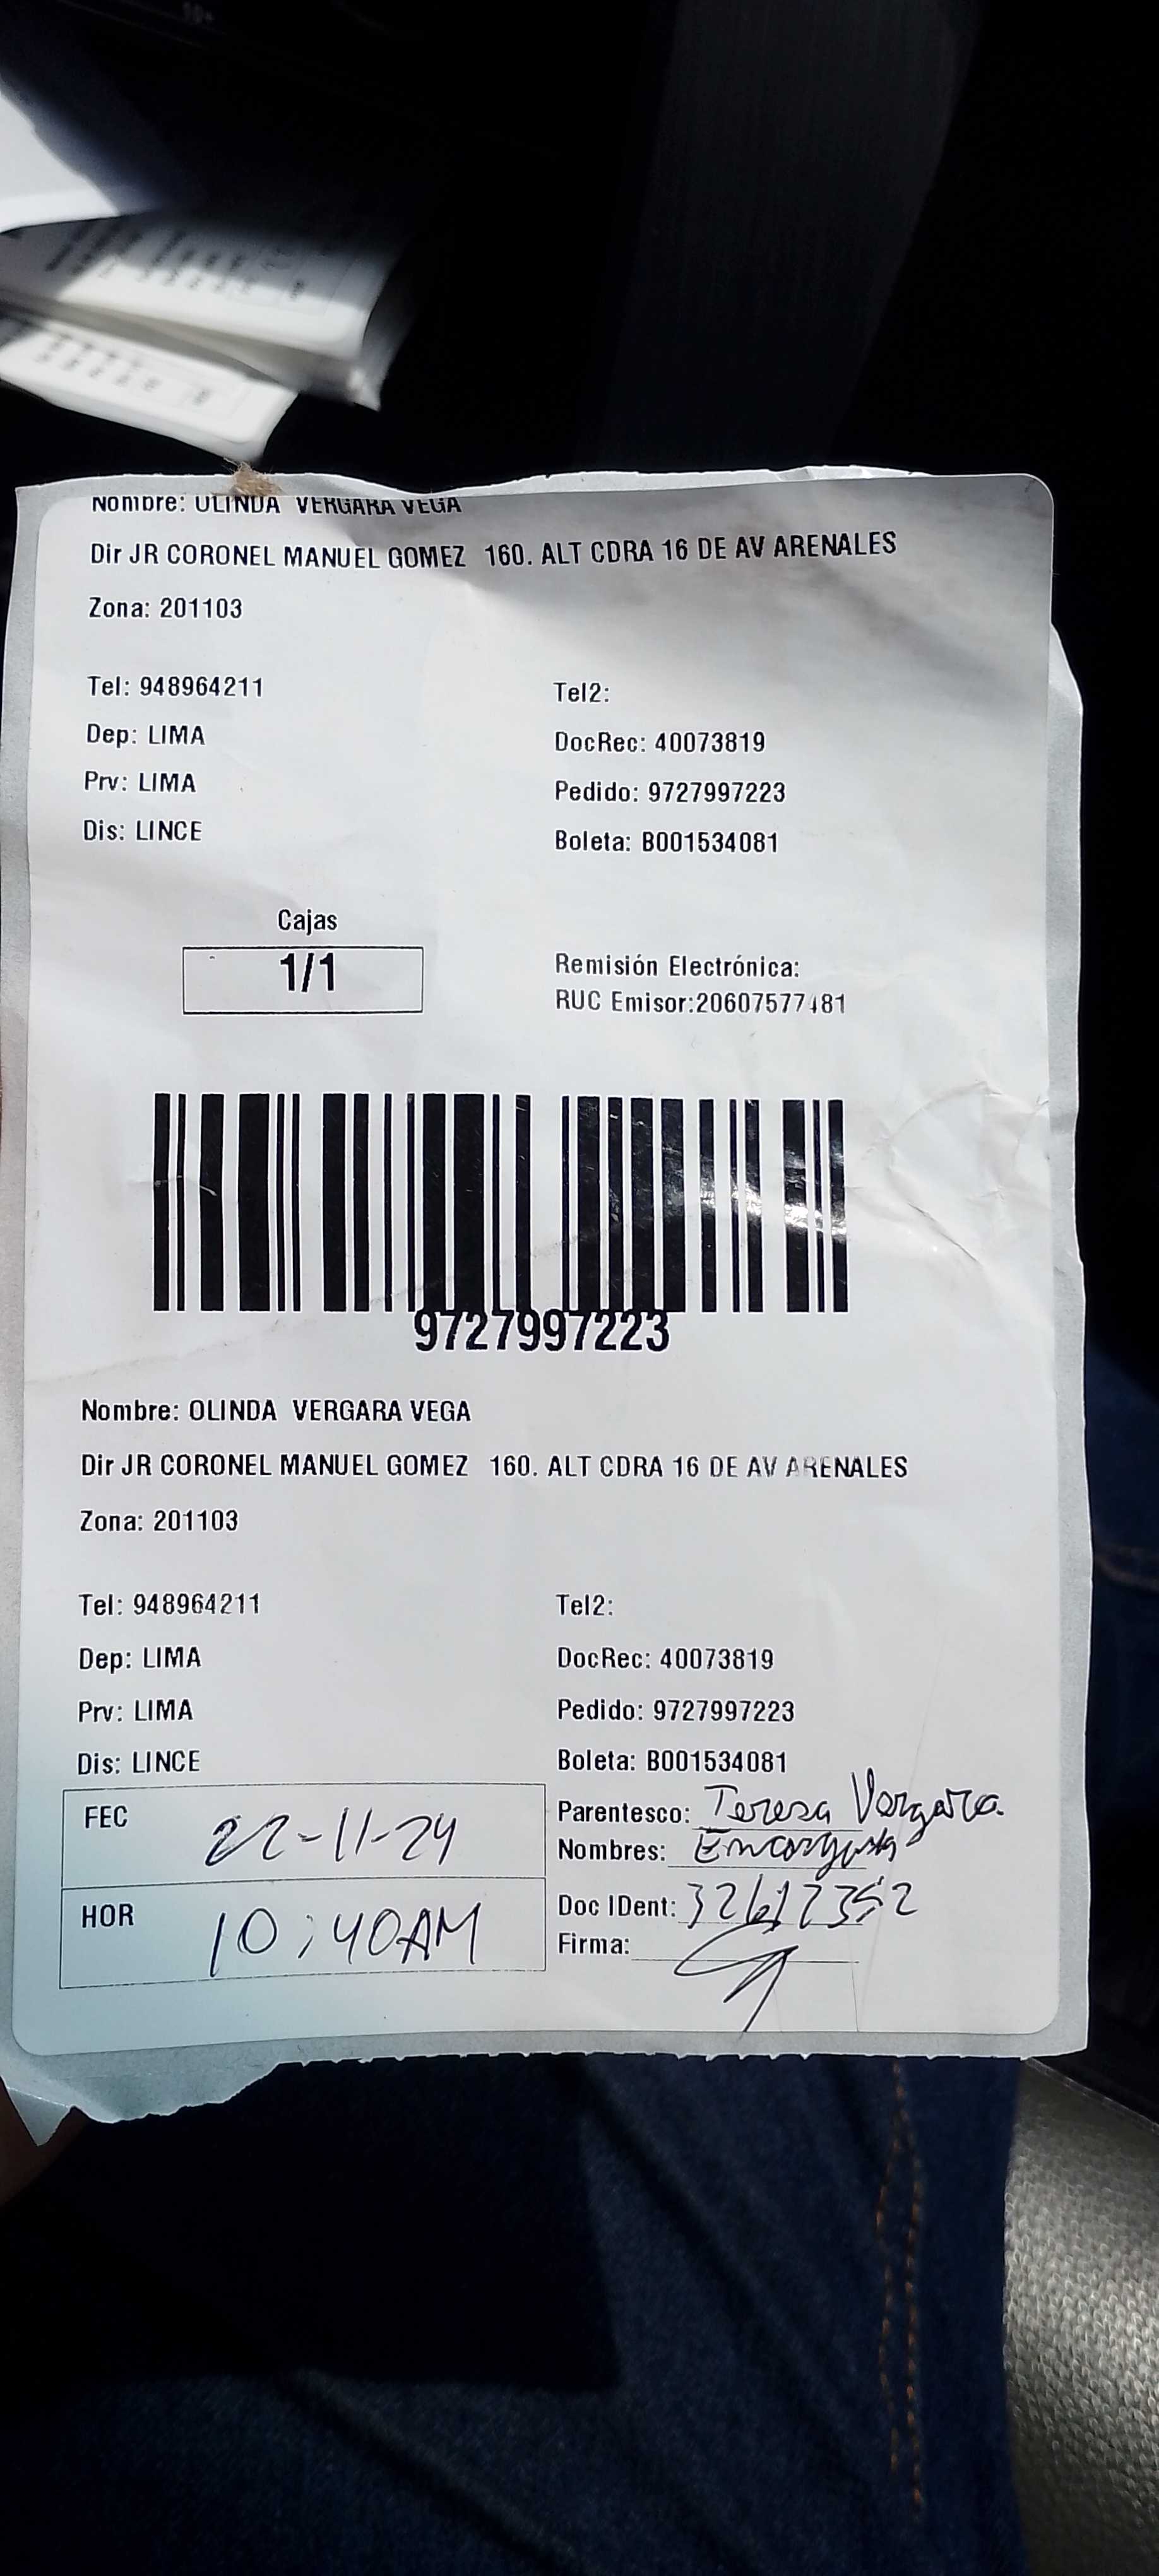 Nombre: OLINDA VERGARA VEGA
Dir JR CORONEL MANUEL GOMEZ 160. ALT CDRA 16 DE AV ARENALES
Zona: 201103
Tel: 948964211
Tel2:
Dep: LIMA
DocRec: 40073819
Prv: LIMA
Pedido: 9727997223
Dis: LINCE
Boleta: B001534081
Cajas
1/1
Remisión Electrónica:
RUC Emisor:20607577481
9727997223
Nombre: OLINDA VERGARA VEGA
Dir JR CORONEL MANUEL GOMEZ 160. ALT CDRA 16 DE AV ARENALES
Zona: 201103
Tel: 948964211
Tel2:
Dep: LIMA
DocRec: 40073819
Prv: LIMA
Pedido: 9727997223
Dis: LINCE
Boleta: B001534081
FEC 22-11-24
Parentesco: Teresa Vergara
Nombres:
HOR 10:40AM
Doc IDent:
Firma: